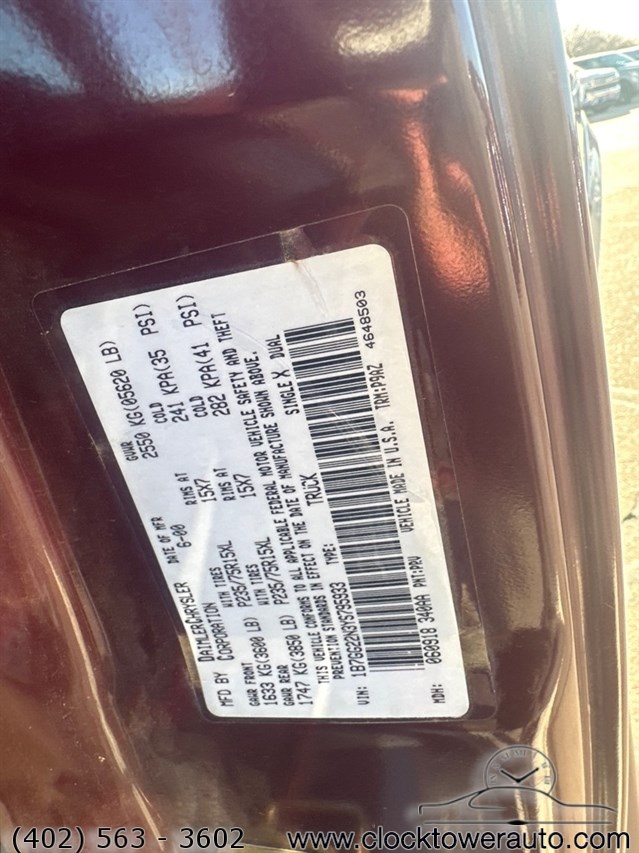 MFD BY DAIMLERCHRYSLER CORPORATION DATE OF MFR 6-00 GVWR 2550 KG(05620 LB)
GAWR FRONT WITH TIRES RIMS AT COLD
1633 KG(3600 LB) P235/75R15XL 15X7 241 KPA(35 PSI)
GAWR REAR WITH TIRES RIMS AT COLD
1747 KG(3850 LB) P235/75R15XL 15X7 282 KPA(41 PSI)
THIS VEHICLE CONFORMS TO ALL APPLICABLE FEDERAL MOTOR VEHICLE SAFETY AND THEFT
PREVENTION STANDARDS IN EFFECT ON THE DATE OF MANUFACTURE SHOWN ABOVE.
VIN: 1B7GG22N9YS795933 TYPE: TRUCK SINGLE X DUAL
MDH: 060918 340AA PNT:PRV VEHICLE MADE IN U.S.A. TRM:P9AZ 4648503
(402) 563 - 3602 www.clocktowerauto.com